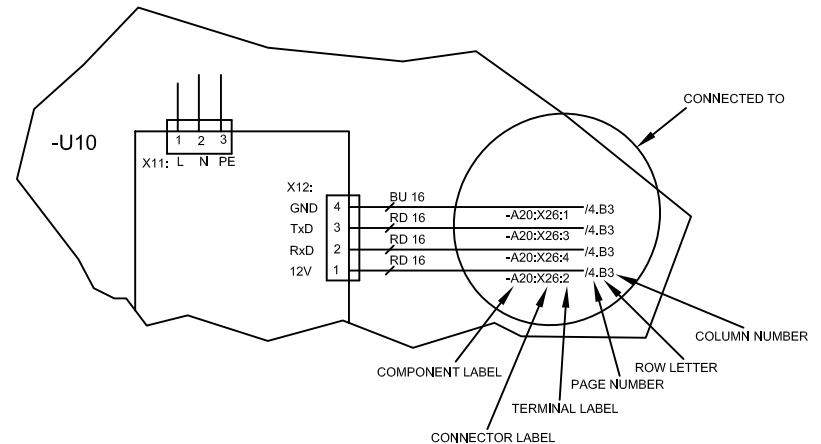 CONNECTED TO
-U10
1 2 3
X11: L N PE
X12:
GND 4 BU 16 -A20:X26:1 /4.B3
TxD 3 RD 16 -A20:X26:3 /4.B3
RxD 2 RD 16 -A20:X26:4 /4.B3
12V 1 RD 16 -A20:X26:2 /4.B3
COLUMN NUMBER
ROW LETTER
COMPONENT LABEL
PAGE NUMBER
TERMINAL LABEL
CONNECTOR LABEL